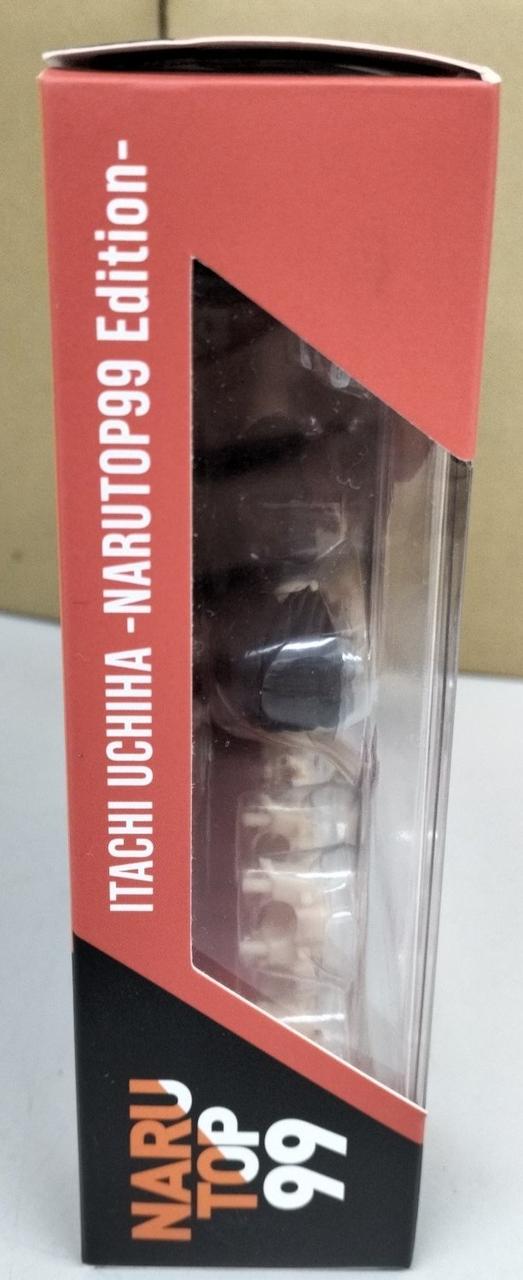 ITACHI UCHIHA -NARUTOP99 Edition-
NARU
TOP
99